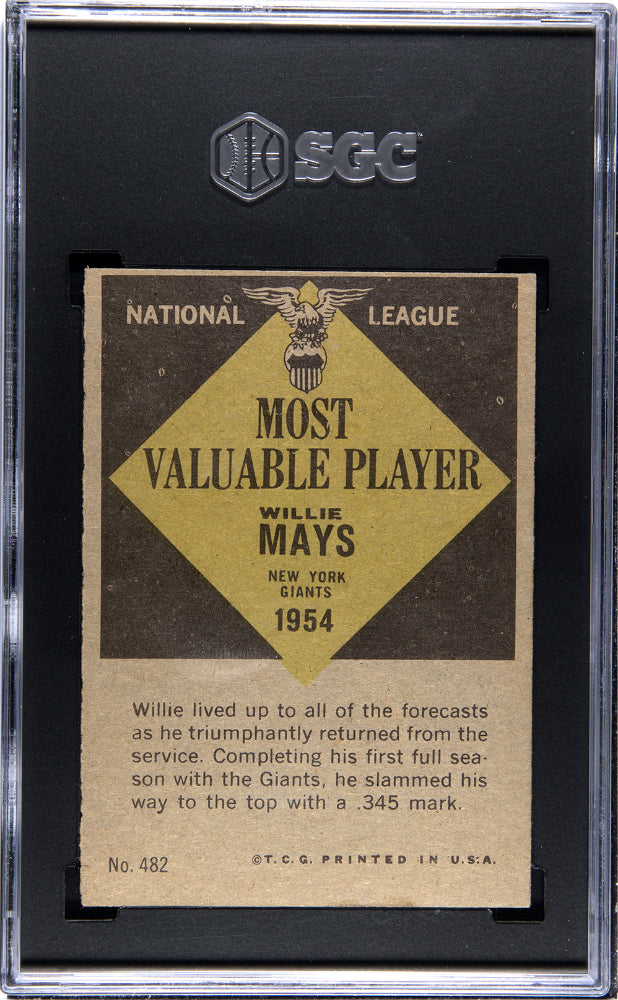 SGC
NATIONAL LEAGUE
MOST
VALUABLE PLAYER
WILLIE
MAYS
NEW YORK
GIANTS
1954
Willie lived up to all of the forecasts
as he triumphantly returned from the
service. Completing his first full sea-
son with the Giants, he slammed his
way to the top with a .345 mark.
No. 482 ©T.C.G. PRINTED IN U.S.A.